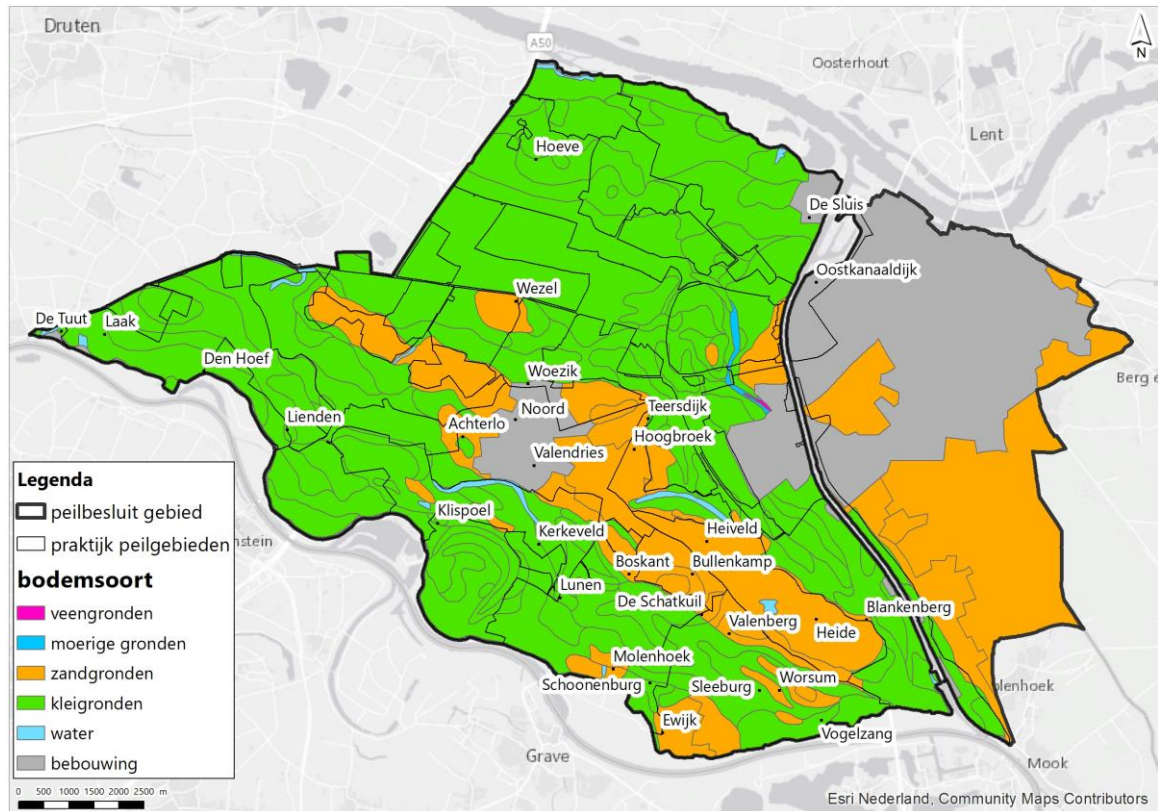 Druten
A50
N
Oosterhout
Lent
Hoeve
De Sluis
Oostkanaaldijk
Wezel
De Tuut
Laak
Den Hoef
Woezik
Berg e
Noord
Teersdijk
Lienden
Achterlo
Hoogbroek
Valendries
Legenda
peilbesluit gebied
praktijk peilgebieden
bodemsoort
veengronden
moerige gronden
zandgronden
kleigronden
water
bebouwing
0 500 1000 1500 2000 2500 m
nstein
Klispoel
Kerkeveld
Heiveld
Boskant
Bullenkamp
Lunen
De Schatkuil
Blankenberg
Valenberg
Heide
Molenhoek
Schoonenburg
Sleeburg
Worsum
olenhoek
Ewijk
Vogelzang
Grave
Mook
Esri Nederland, Community Maps Contributors